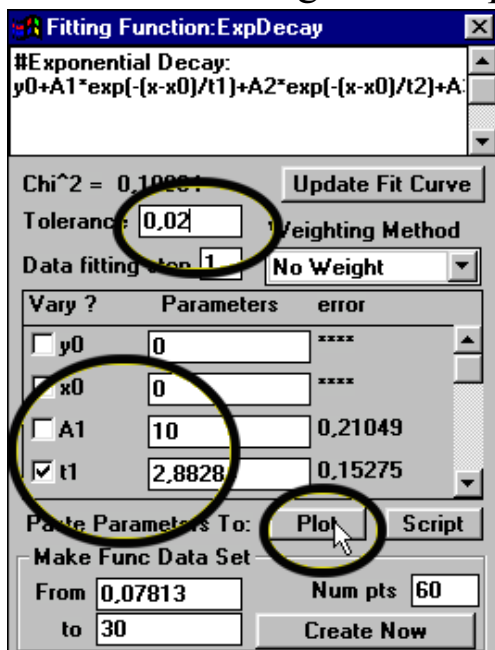 Fitting Function:ExpDecay
#Exponential Decay:
y0+A1*exp(-(x-x0)/t1)+A2*exp(-(x-x0)/t2)+A
Chi^2 = 0,1 Update Fit Curve
Tolerance 0,02 Weighting Method
Data fitting step 1 No Weight
Vary ? Parameters error
y0 0 ****
x0 0 ****
A1 10 0,21049
t1 2,8828 0,15275
Paste Parameters To: Plot Script
Make Func Data Set
From 0,07813 Num pts 60
to 30 Create Now